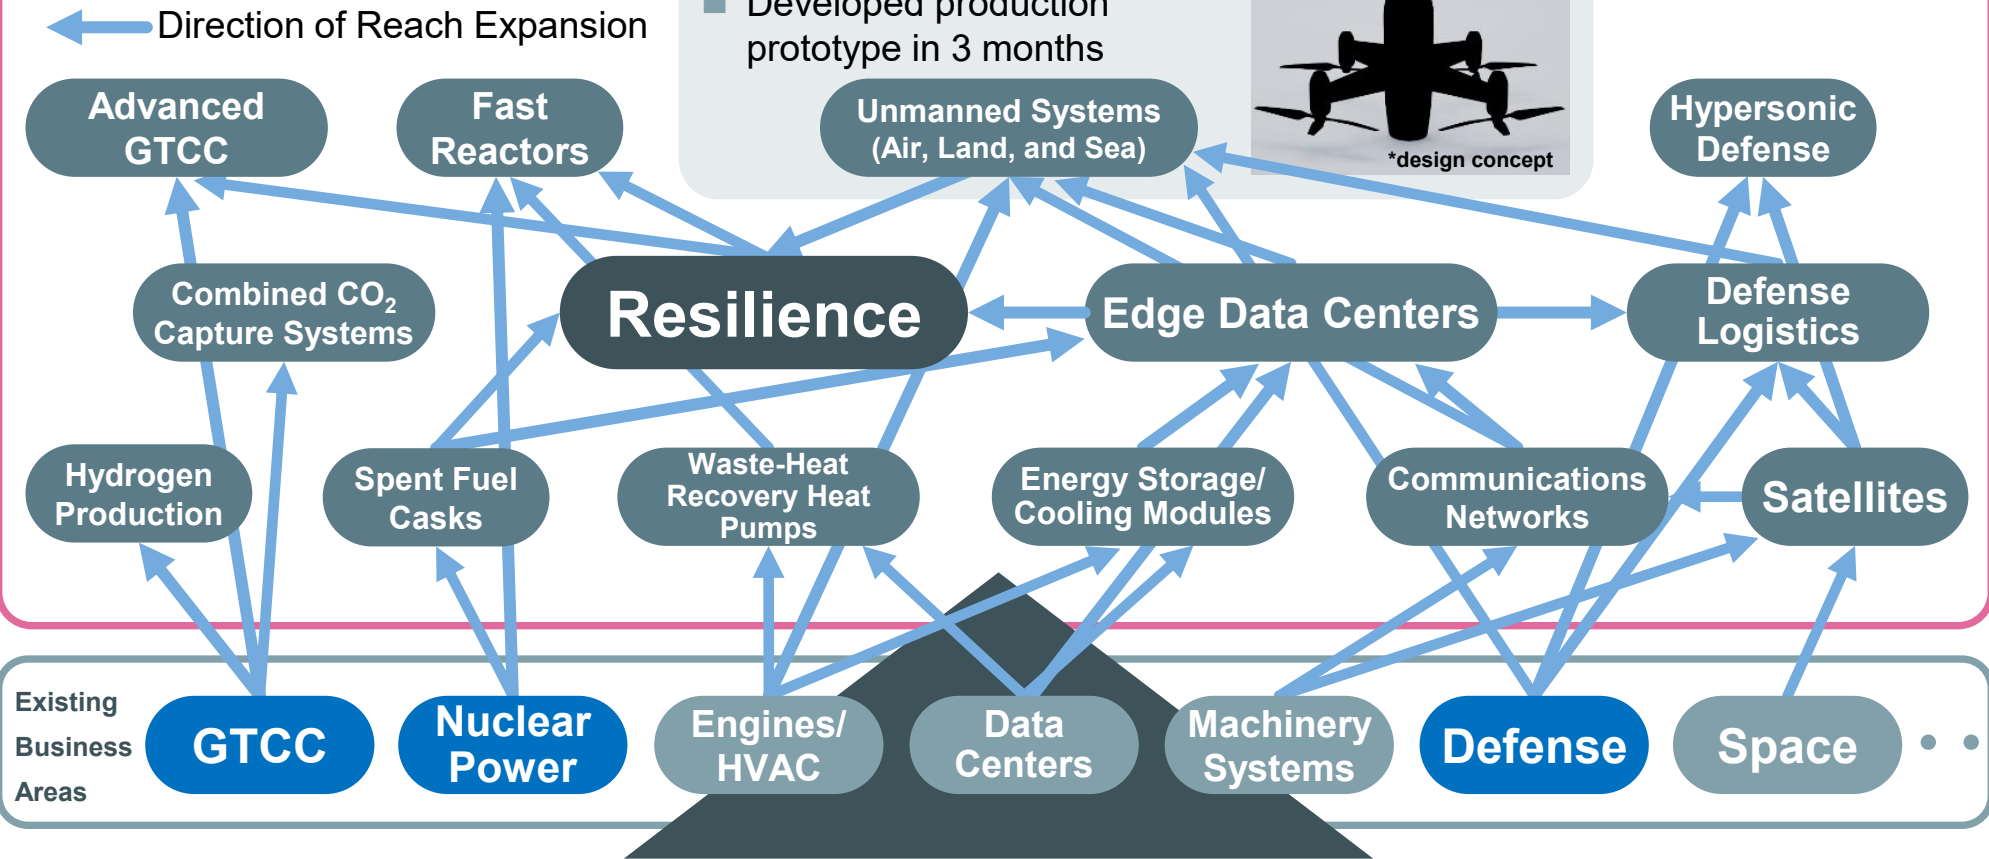 Developed production
Direction of Reach Expansion
prototype in 3 months
*design concept
Advanced
GTCC
Fast
Reactors
Unmanned Systems
(Air, Land, and Sea)
Hypersonic
Defense
Combined CO₂
Capture Systems
Resilience
Edge Data Centers
Defense
Logistics
Hydrogen
Production
Spent Fuel
Casks
Waste-Heat
Recovery Heat
Pumps
Energy Storage/
Cooling Modules
Communications
Networks
Satellites
Existing
Business
Areas
GTCC
Nuclear
Power
Engines/
HVAC
Data
Centers
Machinery
Systems
Defense
Space